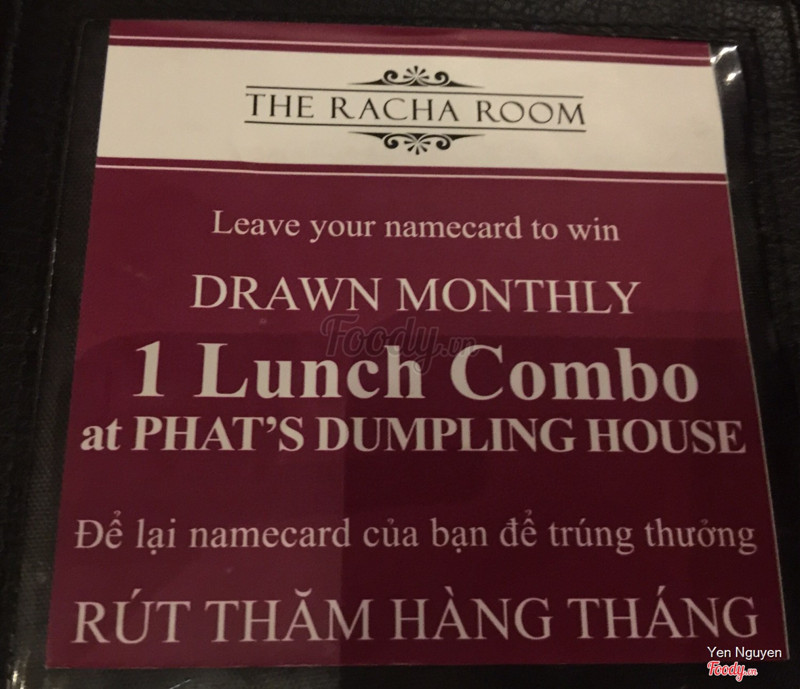 THE RACHA ROOM
Leave your namecard to win
DRAWN MONTHLY
Foody.vn
1 Lunch Combo
at PHAT'S DUMPLING HOUSE
Để lại namecard của bạn để trúng thưởng
RÚT THĂM HÀNG THÁNG
Yen Nguyen
Foody.vn